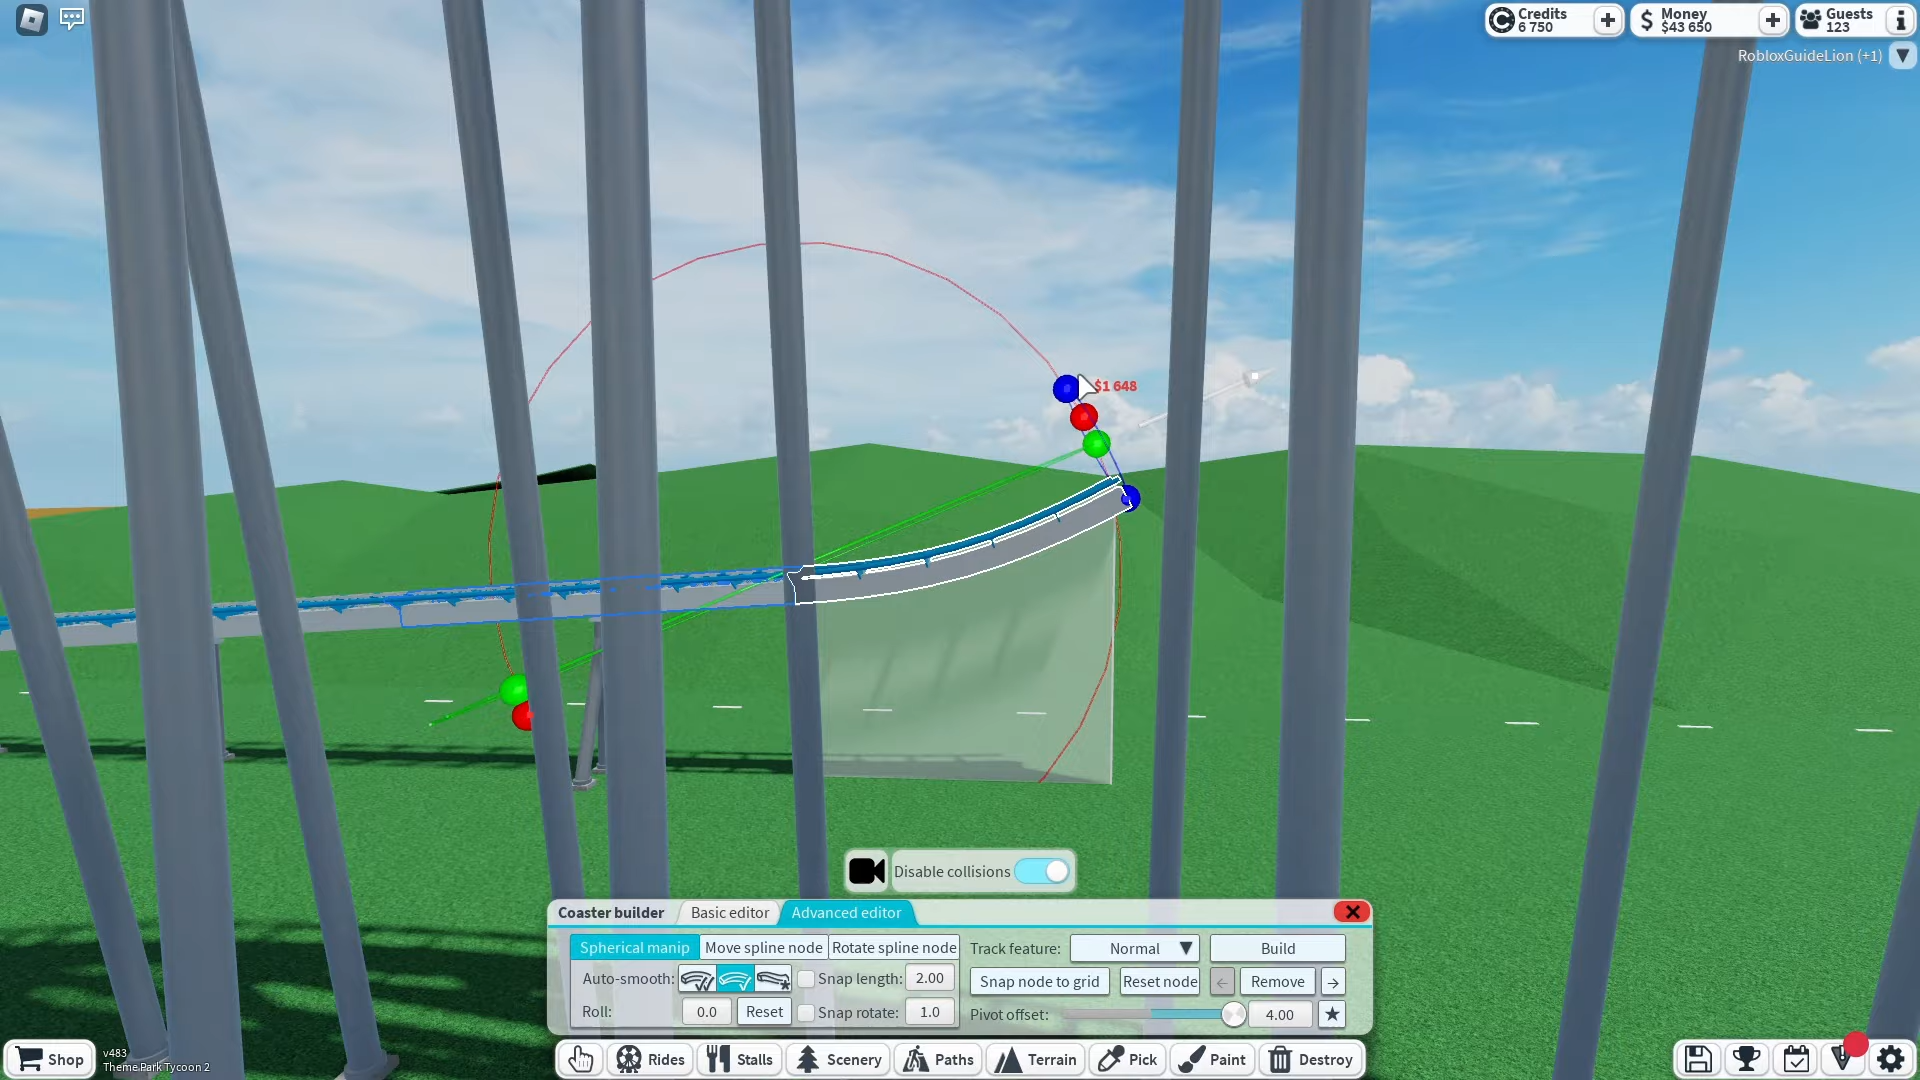 Credits
6 750
Money
$43 650
Guests
123
RobloxGuideLion (+1)
$1 648
Disable collisions
Coaster builder
Basic editor
Advanced editor
Spherical manip
Move spline node
Rotate spline node
Track feature:
Normal
Build
Auto-smooth:
Snap length:
2.00
Snap node to grid
Reset node
←
Remove
→
Roll:
0.0
Reset
Snap rotate:
1.0
Pivot offset:
4.00
Shop
v483
Theme Park Tycoon 2
Rides
Stalls
Scenery
Paths
Terrain
Pick
Paint
Destroy